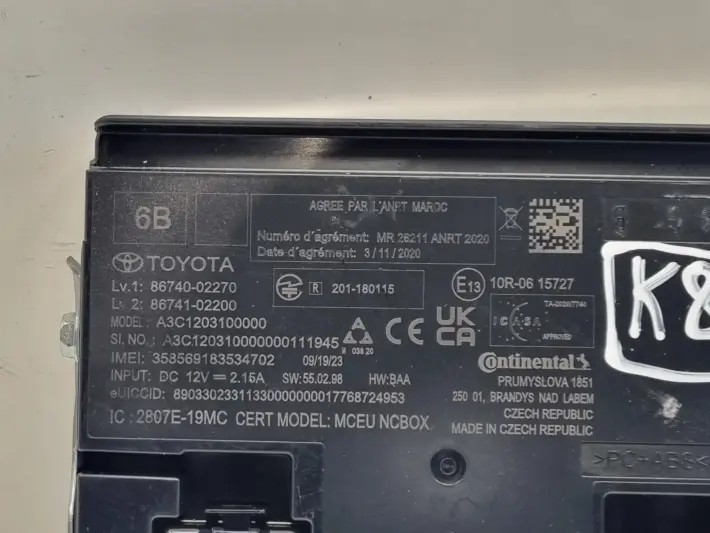 6B
AGREE PAR L'ANRT MAROC
Numéro d'agrément: MR 26211 ANRT 2020
Date d'agrément: 3/11/2020
TOYOTA
Lv.1: 86740-02270
Lv.2: 86741-02200
R 201-180115
E13 10R-06 15727
MODEL: A3C1203100000
SI. NO.: A3C1203100000000111945
IMEI: 358569183534702
09/19/23
CE
UK
CA
ICASA
APPROVED
INPUT: DC 12V 2.15A SW: 55.02.98 HW:BAA
eUICCID: 89033023311330000000017768724953
IC : 2807E-19MC CERT MODEL: MCEU NCBOX
Continental
PRUMYSLOVA 1851
250 01, BRANDYS NAD LABEM
CZECH REPUBLIC
MADE IN CZECH REPUBLIC
>PC+ABS<
K8